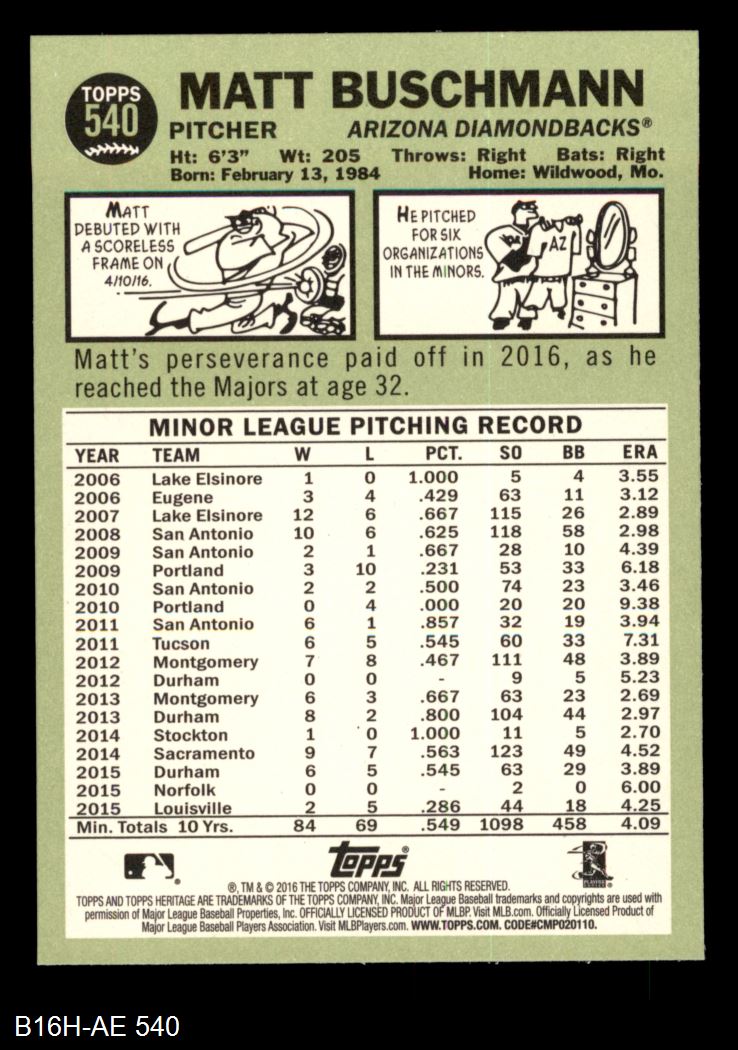 TOPPS
540
MATT BUSCHMANN
PITCHER ARIZONA DIAMONDBACKS®
Ht: 6'3" Wt: 205 Throws: Right Bats: Right
Born: February 13, 1984 Home: Wildwood, Mo.
MATT
DEBUTED WITH
A SCORELESS
FRAME ON
4/10/16.
HE PITCHED
FOR SIX
ORGANIZATIONS
IN THE MINORS.
AZ
Matt's perseverance paid off in 2016, as he
reached the Majors at age 32.
MINOR LEAGUE PITCHING RECORD
YEAR TEAM W L PCT. SO BB ERA
2006 Lake Elsinore 1 0 1.000 5 4 3.55
2006 Eugene 3 4 .429 63 11 3.12
2007 Lake Elsinore 12 6 .667 115 26 2.89
2008 San Antonio 10 6 .625 118 58 2.98
2009 San Antonio 2 1 .667 28 10 4.39
2009 Portland 3 10 .231 53 33 6.18
2010 San Antonio 2 2 .500 74 23 3.46
2010 Portland 0 4 .000 20 20 9.38
2011 San Antonio 6 1 .857 32 19 3.94
2011 Tucson 6 5 .545 60 33 7.31
2012 Montgomery 7 8 .467 111 48 3.89
2012 Durham 0 0 - 9 5 5.23
2013 Montgomery 6 3 .667 63 23 2.69
2013 Durham 8 2 .800 104 44 2.97
2014 Stockton 1 0 1.000 11 5 2.70
2014 Sacramento 9 7 .563 123 49 4.52
2015 Durham 6 5 .545 63 29 3.89
2015 Norfolk 0 0 - 2 0 6.00
2015 Louisville 2 5 .286 44 18 4.25
Min. Totals 10 Yrs. 84 69 .549 1098 458 4.09
topps®
®, TM & © 2016 THE TOPPS COMPANY, INC. ALL RIGHTS RESERVED.
TOPPS AND TOPPS HERITAGE ARE TRADEMARKS OF THE TOPPS COMPANY, INC. Major League Baseball trademarks and copyrights are used with
permission of Major League Baseball Properties, Inc. OFFICIALLY LICENSED PRODUCT OF MLBP. Visit MLB.com. Officially Licensed Product of
Major League Baseball Players Association. Visit MLBPlayers.com. WWW.TOPPS.COM. CODE#CMP020110.
B16H-AE 540